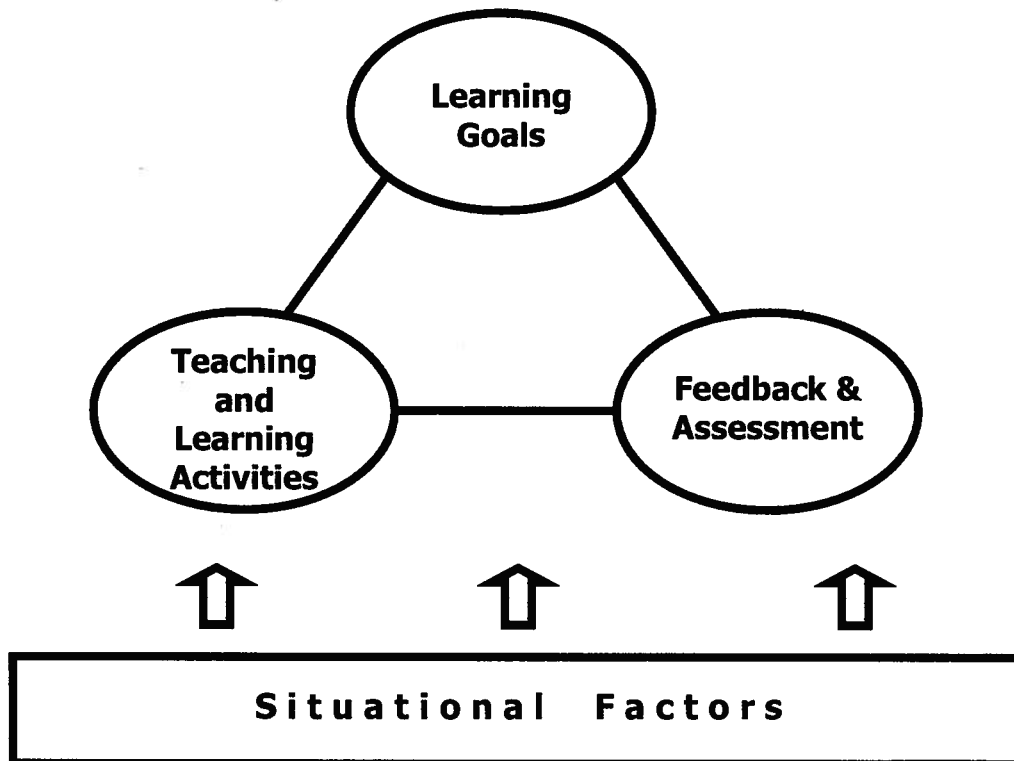 Learning
Goals
Teaching
and
Learning
Activities
Feedback &
Assessment
Situational Factors